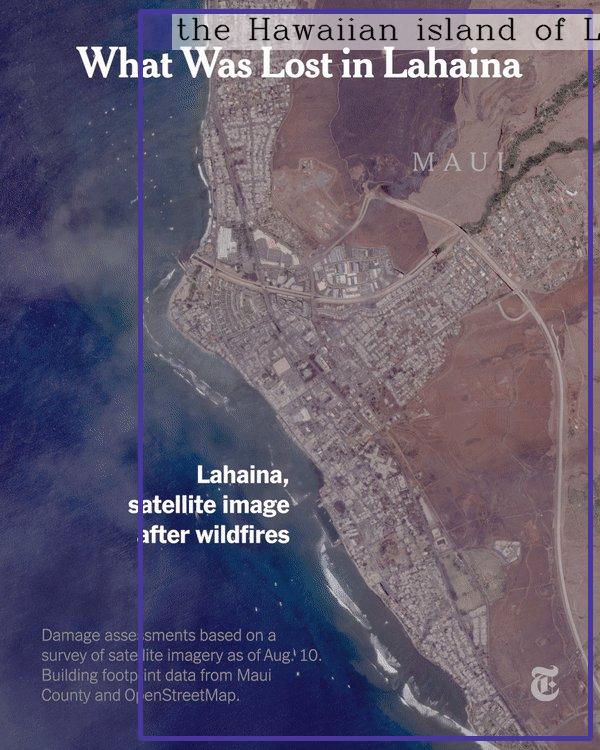 the Hawaiian island of L
What Was Lost in Lahaina
MAUI
Lahaina,
satellite image
after wildfires
Damage assessments based on a
survey of satellite imagery as of Aug. 10.
Building footprint data from Maui
County and OpenStreetMap.
T